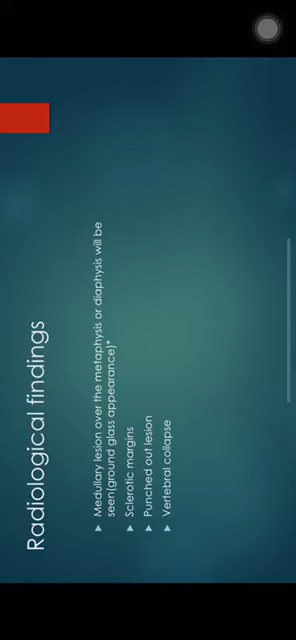 Radiological findings
Medullary lesion over the metaphysis or diaphysis will be
seen(ground glass appearance)*
Sclerotic margins
Punched out lesion
Vertebral collapse